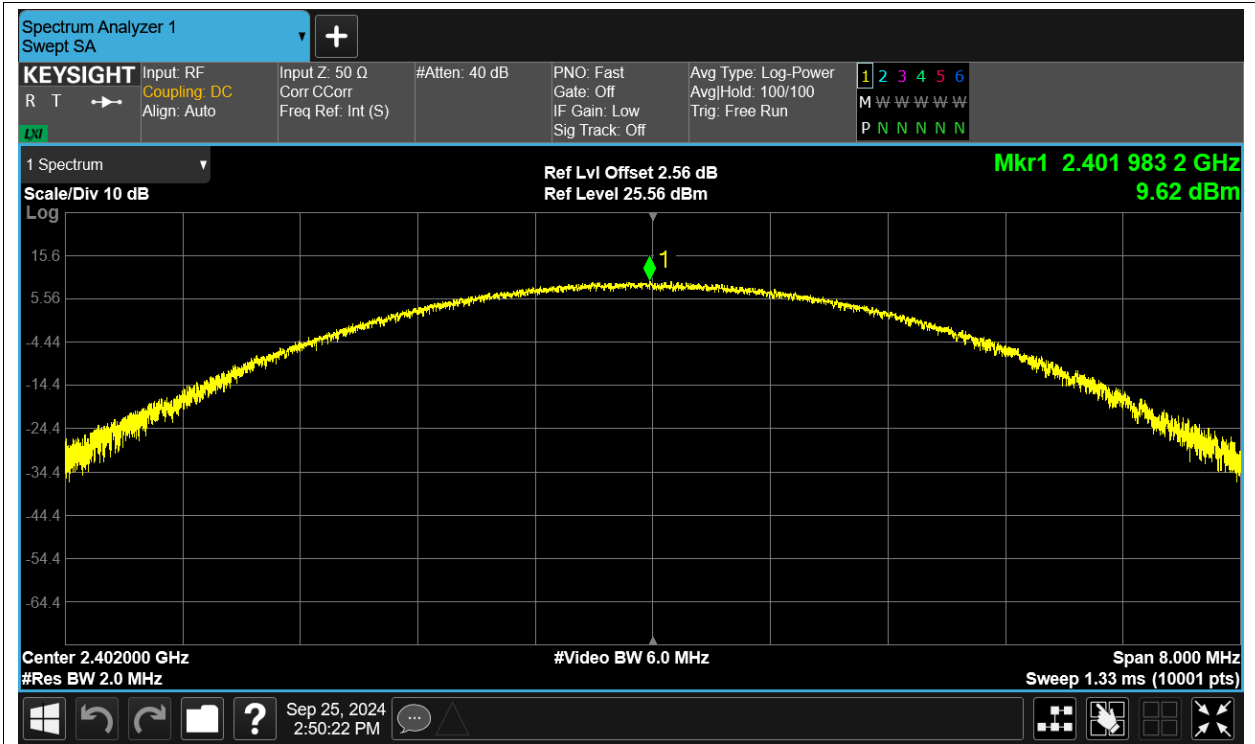 Spectrum Analyzer 1
Swept SA
KEYSIGHT
R T
LXI
Input: RF
Coupling: DC
Align: Auto
Input Z: 50 Ω
Corr CCorr
Freq Ref: Int (S)
#Atten: 40 dB
PNO: Fast
Gate: Off
IF Gain: Low
Sig Track: Off
Avg Type: Log-Power
Avg|Hold: 100/100
Trig: Free Run
1 2 3 4 5 6
M W W W W W
P N N N N N
1 Spectrum
Scale/Div 10 dB
Log
Ref Lvl Offset 2.56 dB
Ref Level 25.56 dBm
Mkr1 2.401 983 2 GHz
9.62 dBm
1
15.6
5.56
-4.44
-14.4
-24.4
-34.4
-44.4
-54.4
-64.4
Center 2.402000 GHz
#Res BW 2.0 MHz
#Video BW 6.0 MHz
Span 8.000 MHz
Sweep 1.33 ms (10001 pts)
?
Sep 25, 2024
2:50:22 PM